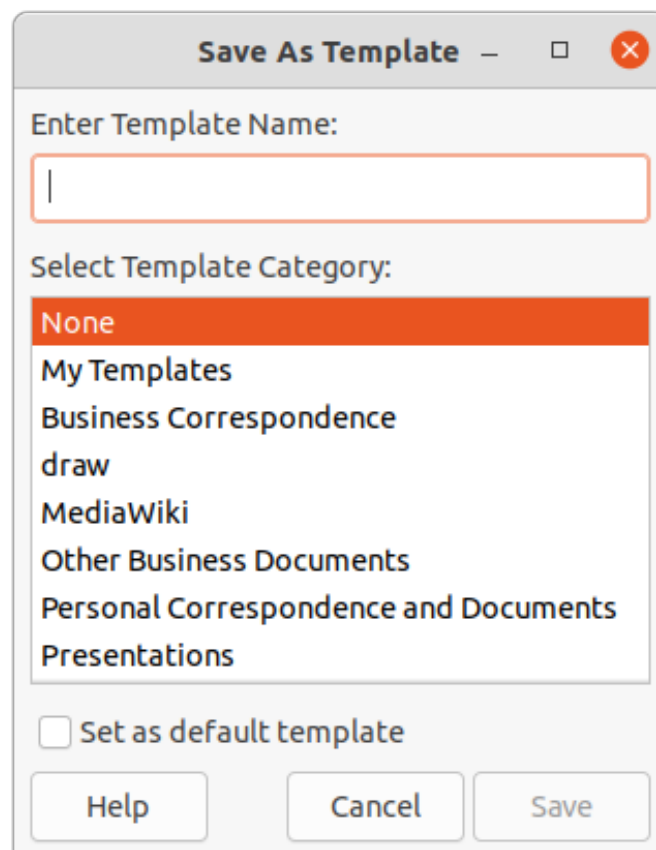 Save As Template
Enter Template Name:
Select Template Category:
None
My Templates
Business Correspondence
draw
MediaWiki
Other Business Documents
Personal Correspondence and Documents
Presentations
Set as default template
Help Cancel Save